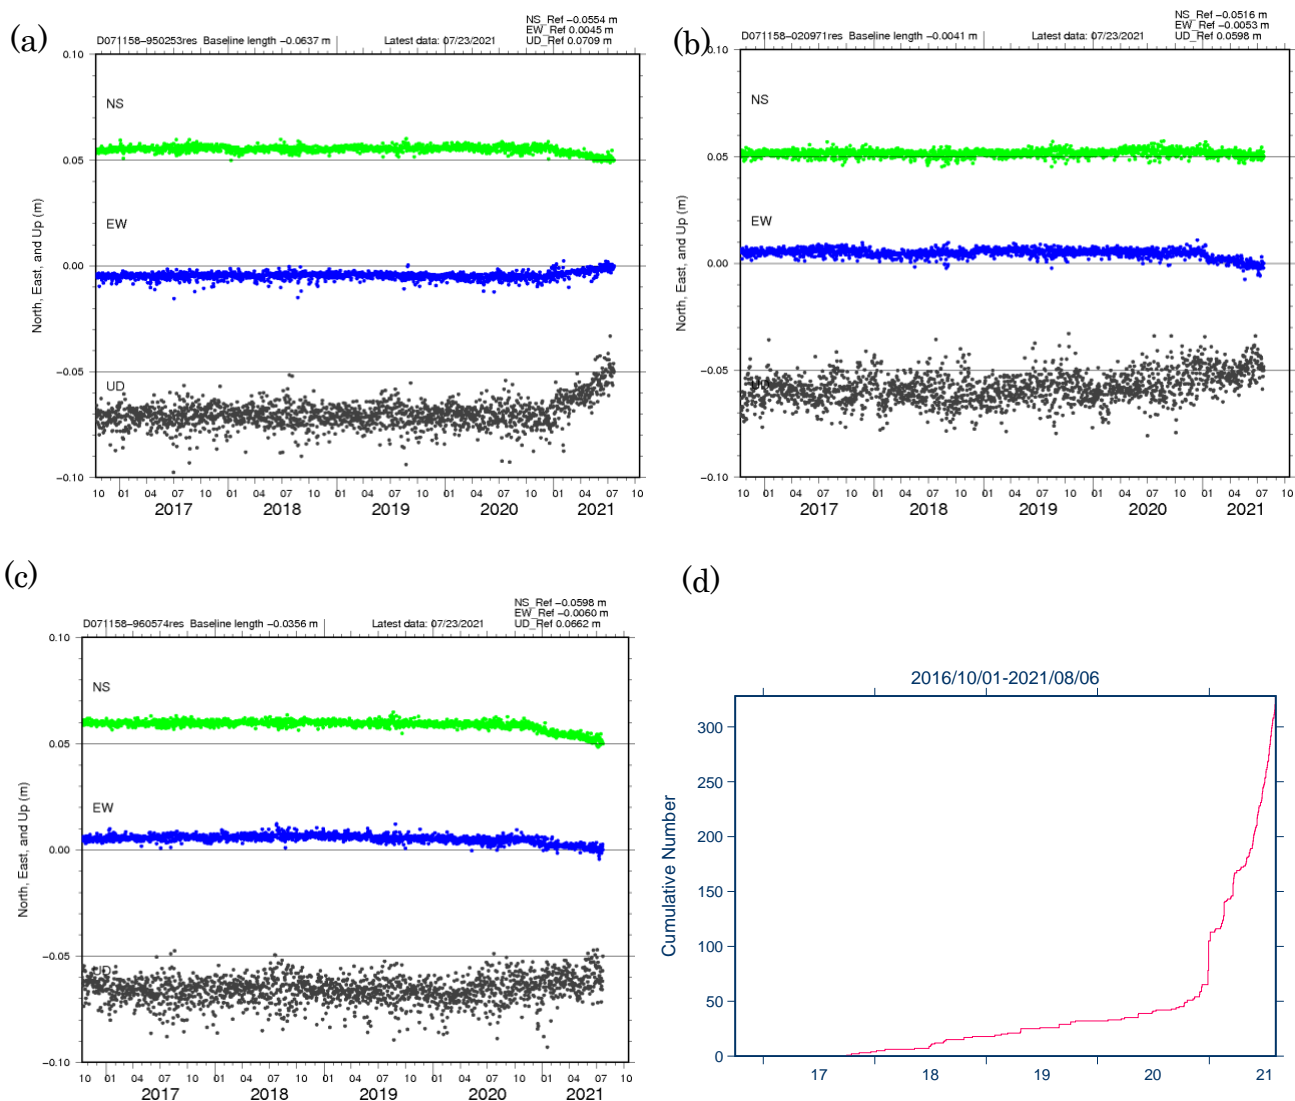 (a)
NS_Ref −0.0554 m
EW_Ref 0.0045 m
D071158−950253res Baseline length −0.0637 m Latest data: 07/23/2021 UD_Ref 0.0709 m
0.10
NS
0.05
EW
0.00
−0.05
UD
−0.10
North, East, and Up (m)
10 01 04 07 10 01 04 07 10 01 04 07 10 01 04 07 10 01 04 07 10
2017 2018 2019 2020 2021
(b)
NS_Ref −0.0516 m
EW_Ref −0.0053 m
D071158−020971res Baseline length −0.0041 m Latest data: 07/23/2021 UD_Ref 0.0598 m
0.10
NS
0.05
EW
0.00
−0.05
UD
−0.10
North, East, and Up (m)
10 01 04 07 10 01 04 07 10 01 04 07 10 01 04 07 10 01 04 07 10
2017 2018 2019 2020 2021
(c)
NS_Ref −0.0598 m
EW_Ref −0.0060 m
D071158−960574res Baseline length −0.0356 m Latest data: 07/23/2021 UD_Ref 0.0662 m
0.10
NS
0.05
EW
0.00
−0.05
UD
−0.10
North, East, and Up (m)
10 01 04 07 10 01 04 07 10 01 04 07 10 01 04 07 10 01 04 07 10
2017 2018 2019 2020 2021
(d)
2016/10/01-2021/08/06
300
250
200
150
100
50
0
Cumulative Number
17 18 19 20 21